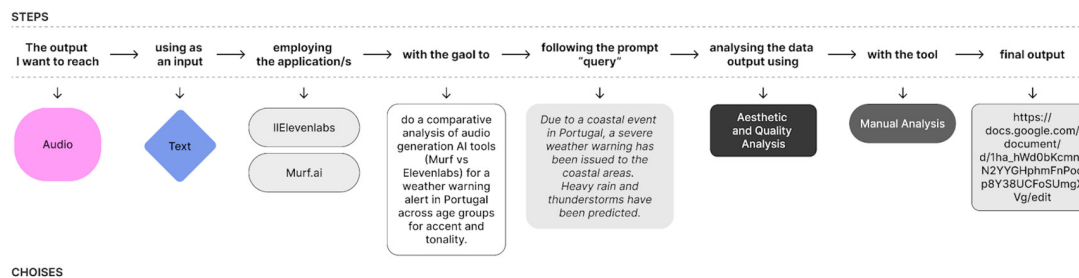 STEPS
The output
I want to reach
using as
an input
employing
the application/s
with the gaol to
following the prompt
“query”
analysing the data
output using
with the tool
final output
Audio
Text
IIElevenlabs
Murf.ai
do a comparative
analysis of audio
generation AI tools
(Murf vs
Elevenlabs) for a
weather warning
alert in Portugal
across age groups
for accent and
tonality.
Due to a coastal event
in Portugal, a severe
weather warning has
been issued to the
coastal areas.
Heavy rain and
thunderstorms have
been predicted.
Aesthetic
and Quality
Analysis
Manual Analysis
https://
docs.google.com/
document/
d/1ha_hWd0bKcmn
N2YYGHphmFnPod
p8Y38UCFoSUmgX
Vg/edit
CHOISES